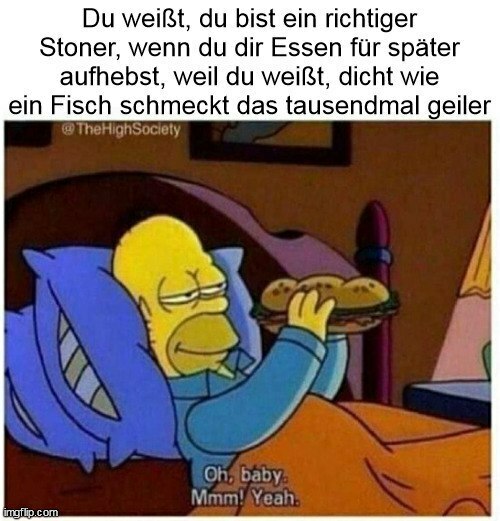 Du weißt, du bist ein richtiger
Stoner, wenn du dir Essen für später
aufhebst, weil du weißt, dicht wie
ein Fisch schmeckt das tausendmal geiler
@TheHighSociety
Oh, baby.
Mmm! Yeah.
imgflip.com